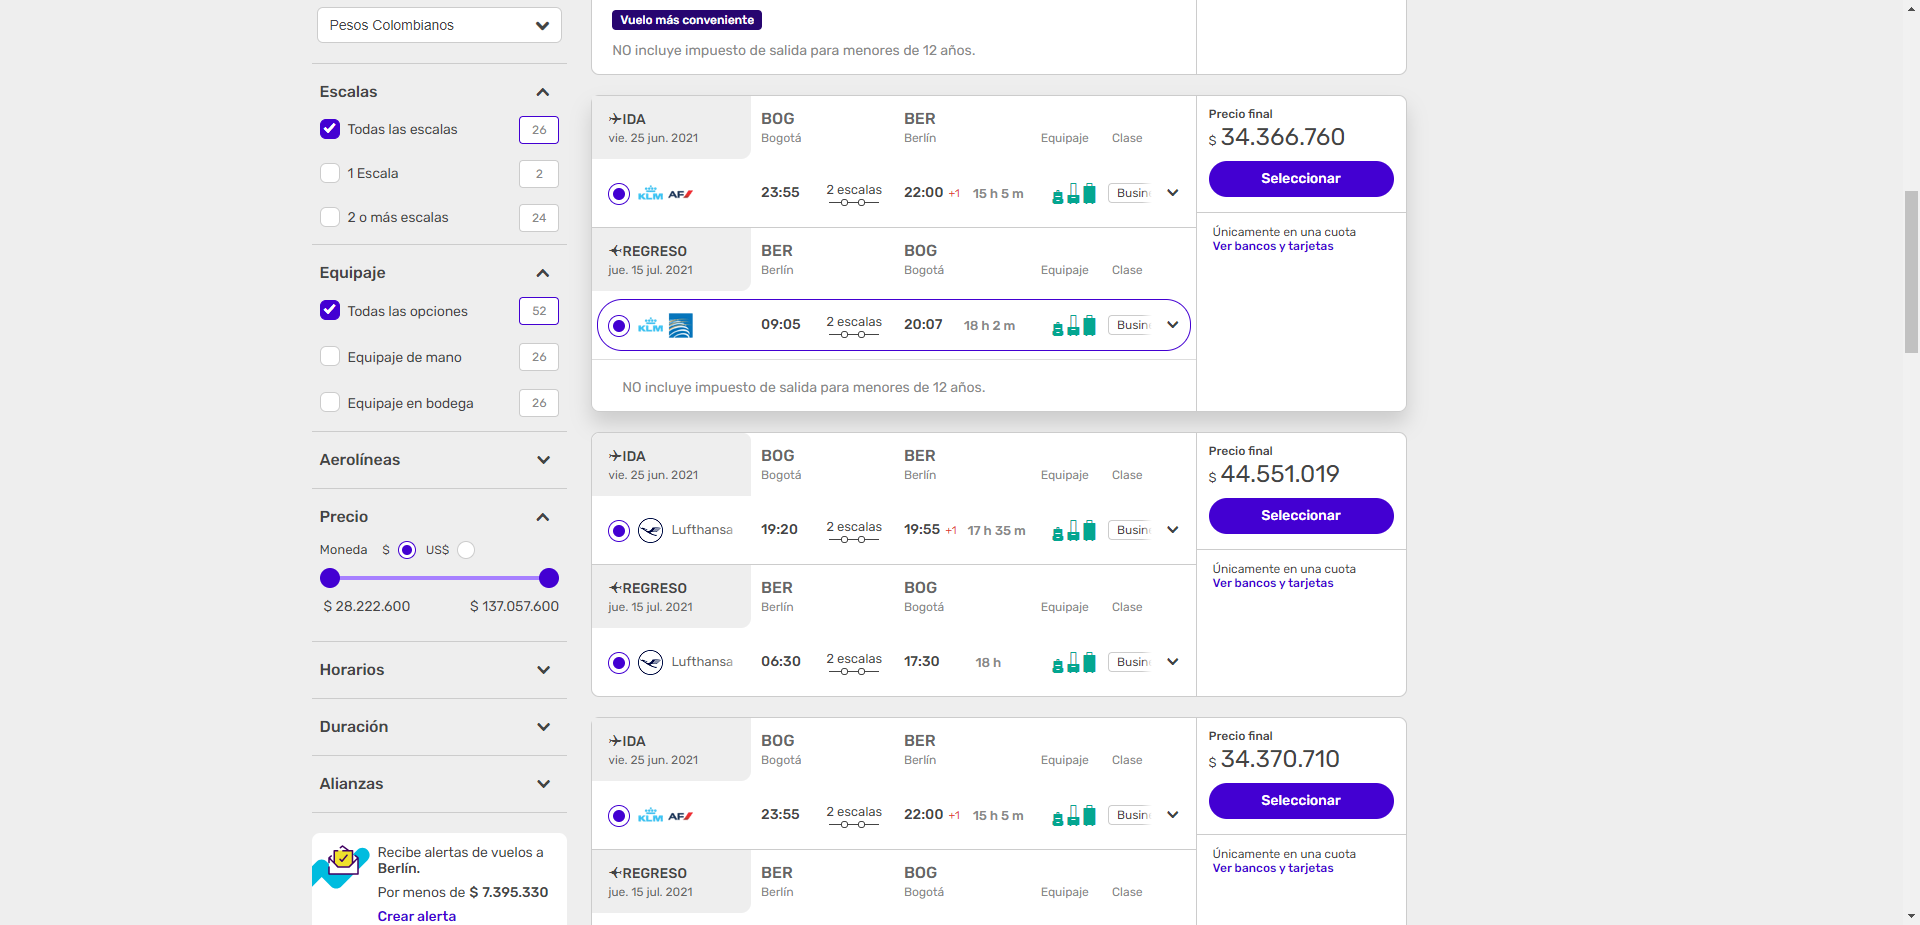 Pesos Colombianos
Escalas
Todas las escalas
26
1 Escala
2
2 o más escalas
24
Equipaje
Todas las opciones
52
Equipaje de mano
26
Equipaje en bodega
26
Aerolíneas
Precio
Moneda $ US$
$ 28.222.600 $ 137.057.600
Horarios
Duración
Alianzas
Recibe alertas de vuelos a
Berlín.
Por menos de $ 7.395.330
Crear alerta
Vuelo más conveniente
NO incluye impuesto de salida para menores de 12 años.
IDA BOG BER
vie. 25 jun. 2021 Bogotá Berlín Equipaje Clase
KLM AF 23:55 2 escalas 22:00 +1 15 h 5 m Busin
REGRESO BER BOG
jue. 15 jul. 2021 Berlín Bogotá Equipaje Clase
KLM 09:05 2 escalas 20:07 18 h 2 m Busin
NO incluye impuesto de salida para menores de 12 años.
Precio final
$ 34.366.760
Seleccionar
Únicamente en una cuota
Ver bancos y tarjetas
IDA BOG BER
vie. 25 jun. 2021 Bogotá Berlín Equipaje Clase
Lufthansa 19:20 2 escalas 19:55 +1 17 h 35 m Busin
REGRESO BER BOG
jue. 15 jul. 2021 Berlín Bogotá Equipaje Clase
Lufthansa 06:30 2 escalas 17:30 18 h Busin
Precio final
$ 44.551.019
Seleccionar
Únicamente en una cuota
Ver bancos y tarjetas
IDA BOG BER
vie. 25 jun. 2021 Bogotá Berlín Equipaje Clase
KLM AF 23:55 2 escalas 22:00 +1 15 h 5 m Busin
REGRESO BER BOG
jue. 15 jul. 2021 Berlín Bogotá Equipaje Clase
Precio final
$ 34.370.710
Seleccionar
Únicamente en una cuota
Ver bancos y tarjetas